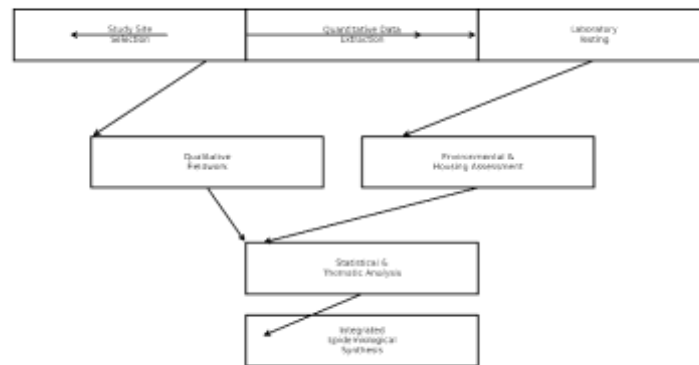 Study Site
Selection
Quantitative Data
Extraction
Laboratory
Testing
Qualitative
Fieldwork
Environmental &
Housing Assessment
Statistical &
Thematic Analysis
Integrated
Epidemiological
Synthesis